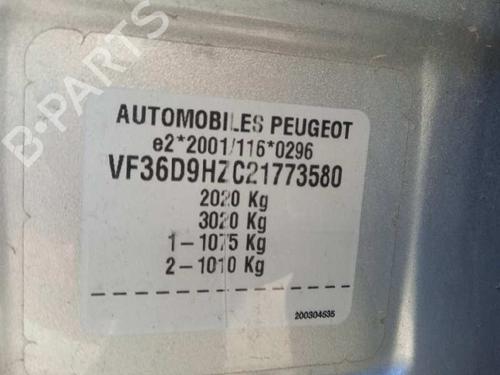 B-PARTS
AUTOMOBILES PEUGEOT
e2*2001/116*0296
VF36D9HZC21773580
2020 Kg
3020 Kg
1-1075 Kg
2-1010 Kg
200304535